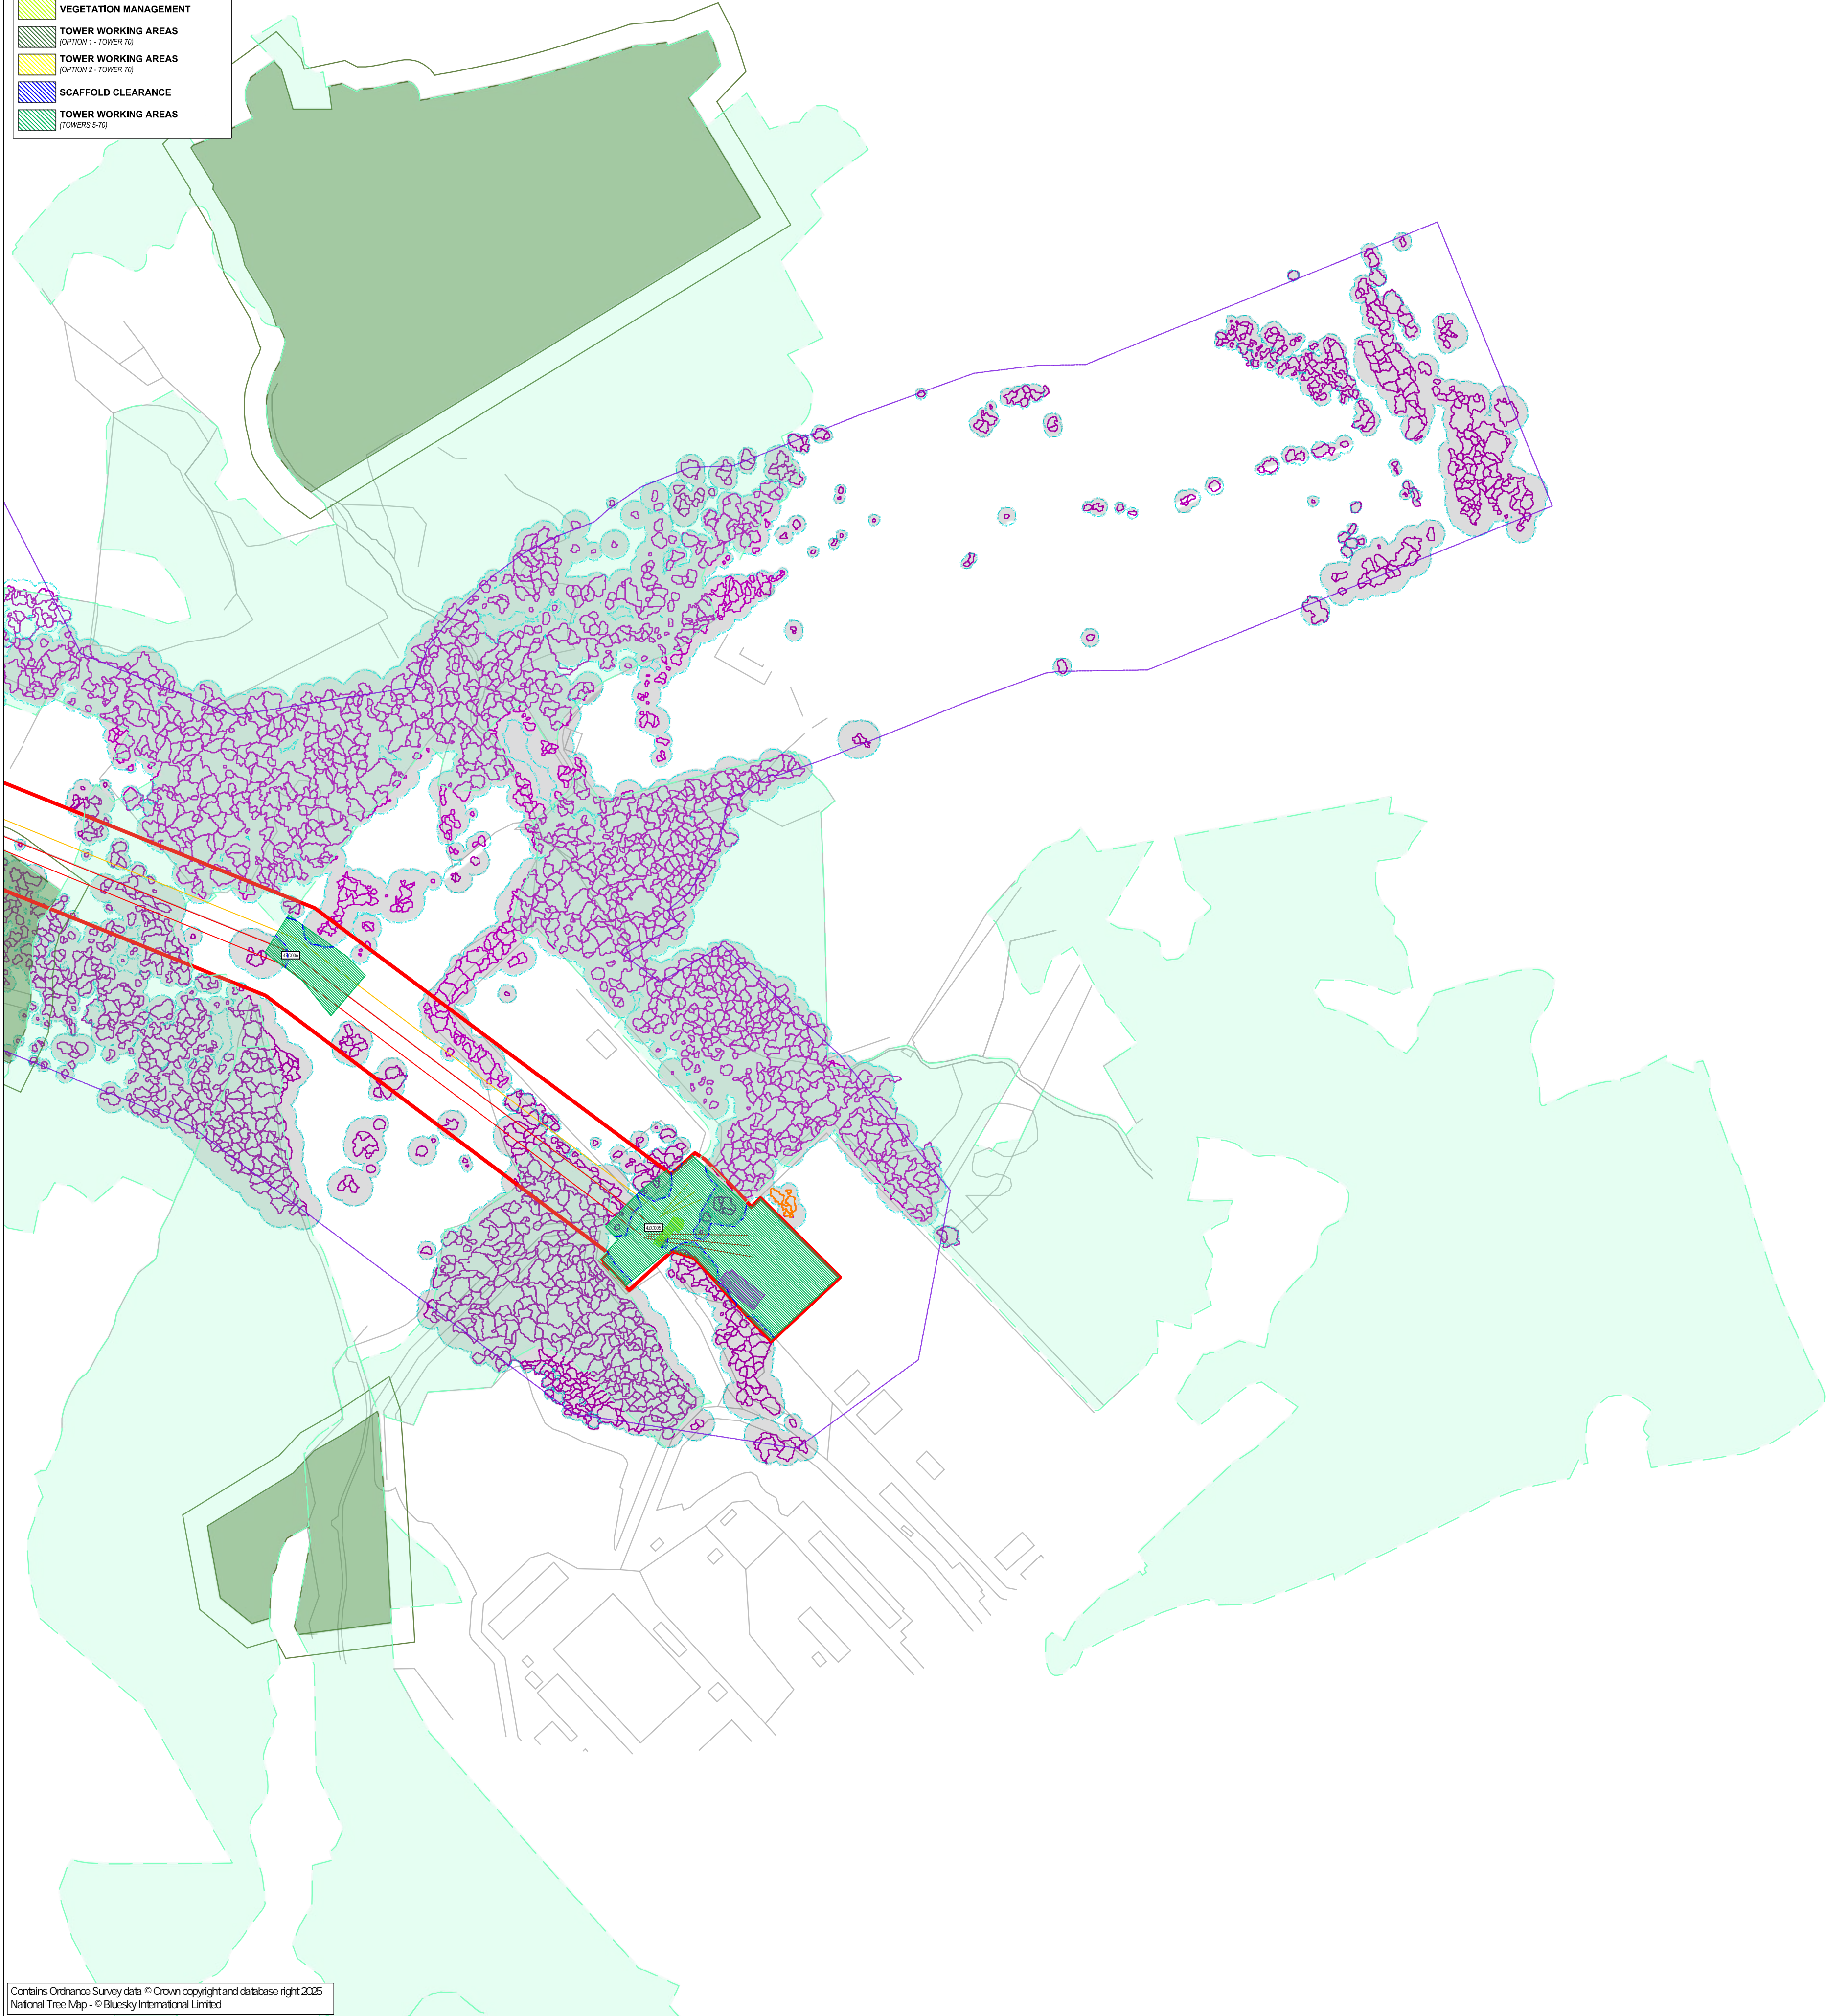 VEGETATION MANAGEMENT
TOWER WORKING AREAS
(OPTION 1 - TOWER 70)
TOWER WORKING AREAS
(OPTION 2 - TOWER 70)
SCAFFOLD CLEARANCE
TOWER WORKING AREAS
(TOWERS 5-70)
4ZC006
4ZC005
Contains Ordnance Survey data © Crown copyright and database right 2025
National Tree Map - © Bluesky International Limited